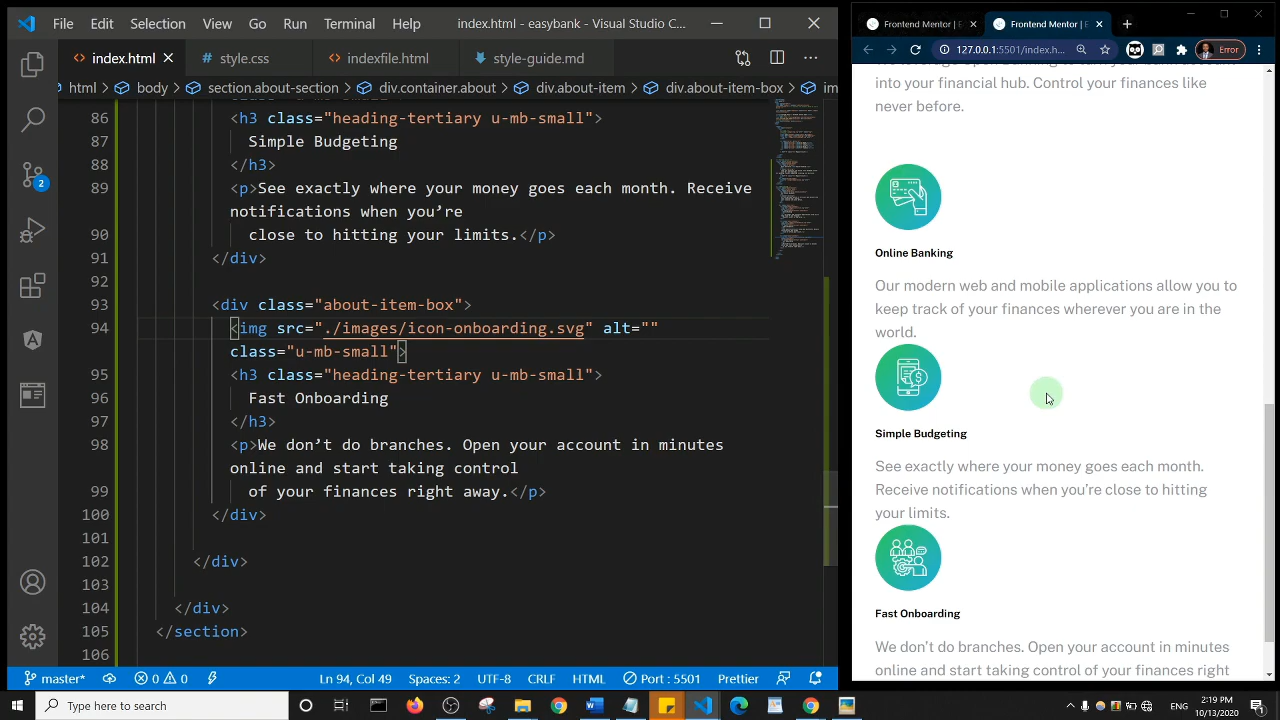 File Edit Selection View Go Run Terminal Help index.html - easybank - Visual Studio C...
index.html
style.css
indexfile.html
style-guide.md
html
body
section.about
div.container
div.about-item
div.about-item-box
<h3 class="heading-tertiary u-mb-small">
Simple Budgeting
</h3>
<p>See exactly where your money goes each month. Receive
notifications when you're
close to hitting your limits.</p>
</div>
92
93 <div class="about-item-box">
94 <img src="./images/icon-onboarding.svg" alt=""
class="u-mb-small">
95 <h3 class="heading-tertiary u-mb-small">
96 Fast Onboarding
97 </h3>
98 <p>We don't do branches. Open your account in minutes
online and start taking control
99 of your finances right away.</p>
100 </div>
101
102 </div>
103
104 </div>
105 </section>
106
2
master*
0
0
Ln 94, Col 49
Spaces: 2
UTF-8
CRLF
HTML
Port : 5501
Prettier
Frontend Mentor | E
Frontend Mentor | E
127.0.0.1:5501/index.h...
Error
into your financial hub. Control your finances like
never before.
Online Banking
Our modern web and mobile applications allow you to
keep track of your finances wherever you are in the
world.
Simple Budgeting
See exactly where your money goes each month.
Receive notifications when you're close to hitting
your limits.
Fast Onboarding
We don't do branches. Open your account in minutes
online and start taking control of your finances right
Type here to search
ENG
2:19 PM
10/13/2020